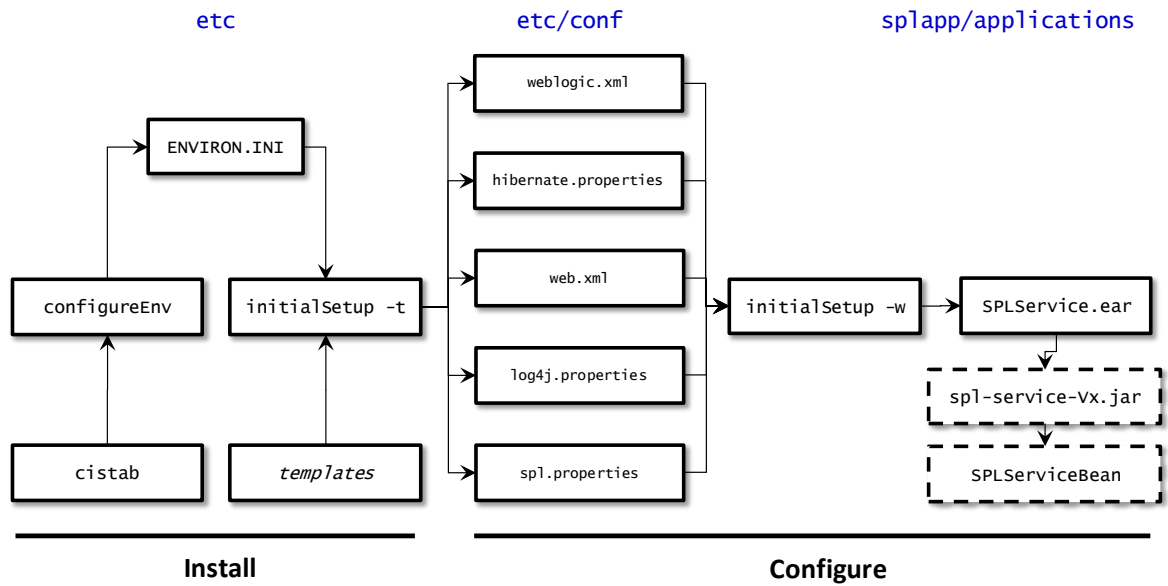 etc
etc/conf
splapp/applications
weblogic.xml
ENVIRON.INI
hibernate.properties
configureEnv
initialSetup -t
web.xml
initialSetup -w
SPLService.ear
log4j.properties
spl-service-Vx.jar
cistab
templates
spl.properties
SPLServiceBean
Install
Configure